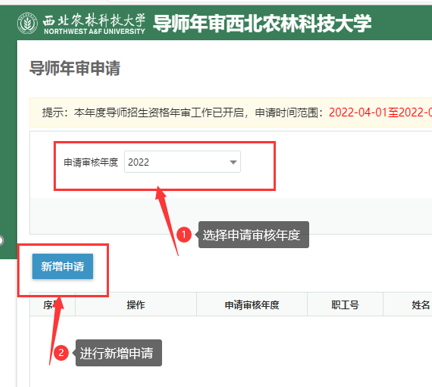 西北农林科技大学 导师年审西北农林科技大学
NORTHWEST A&F UNIVERSITY
导师年审申请
提示：本年度导师招生资格年审工作已开启，申请时间范围：2022-04-01至2022-0
申请审核年度 2022
1 选择申请审核年度
新增申请
序号 操作 申请审核年度 职工号 姓名
2 进行新增申请